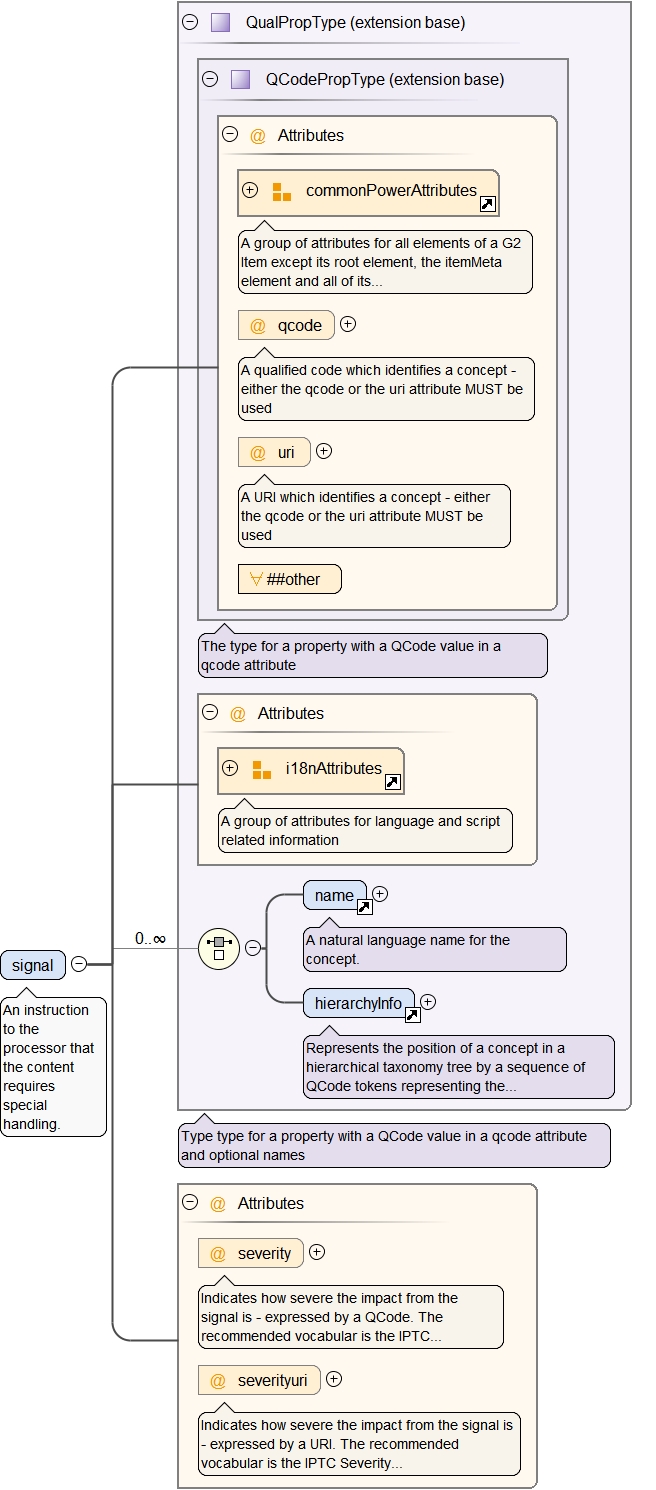 QualPropType (extension base)
QCodePropType (extension base)
@ Attributes
commonPowerAttributes
A group of attributes for all elements of a G2
Item except its root element, the itemMeta
element and all of its...
@ qcode
A qualified code which identifies a concept -
either the qcode or the uri attribute MUST be
used
@ uri
A URI which identifies a concept - either
the qcode or the uri attribute MUST be
used
∀ ##other
The type for a property with a QCode value in a
qcode attribute
@ Attributes
i18nAttributes
A group of attributes for language and script
related information
name
A natural language name for the
concept.
0..∞
hierarchyInfo
Represents the position of a concept in a
hierarchical taxonomy tree by a sequence of
QCode tokens representing the...
signal
An instruction
to the
processor that
the content
requires
special
handling.
Type type for a property with a QCode value in a qcode attribute
and optional names
@ Attributes
@ severity
Indicates how severe the impact from the
signal is - expressed by a QCode. The
recommended vocabular is the IPTC...
@ severityuri
Indicates how severe the impact from the signal is
- expressed by a URI. The recommended
vocabular is the IPTC Severity...